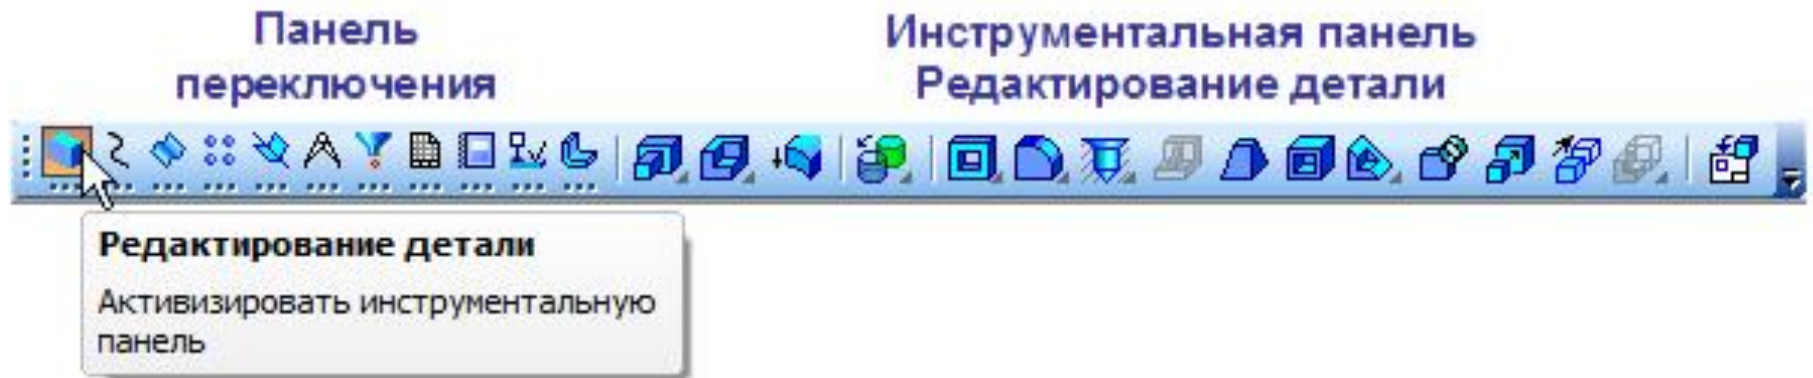 Панель
переключения
Инструментальная панель
Редактирование детали
Редактирование детали
Активизировать инструментальную
панель